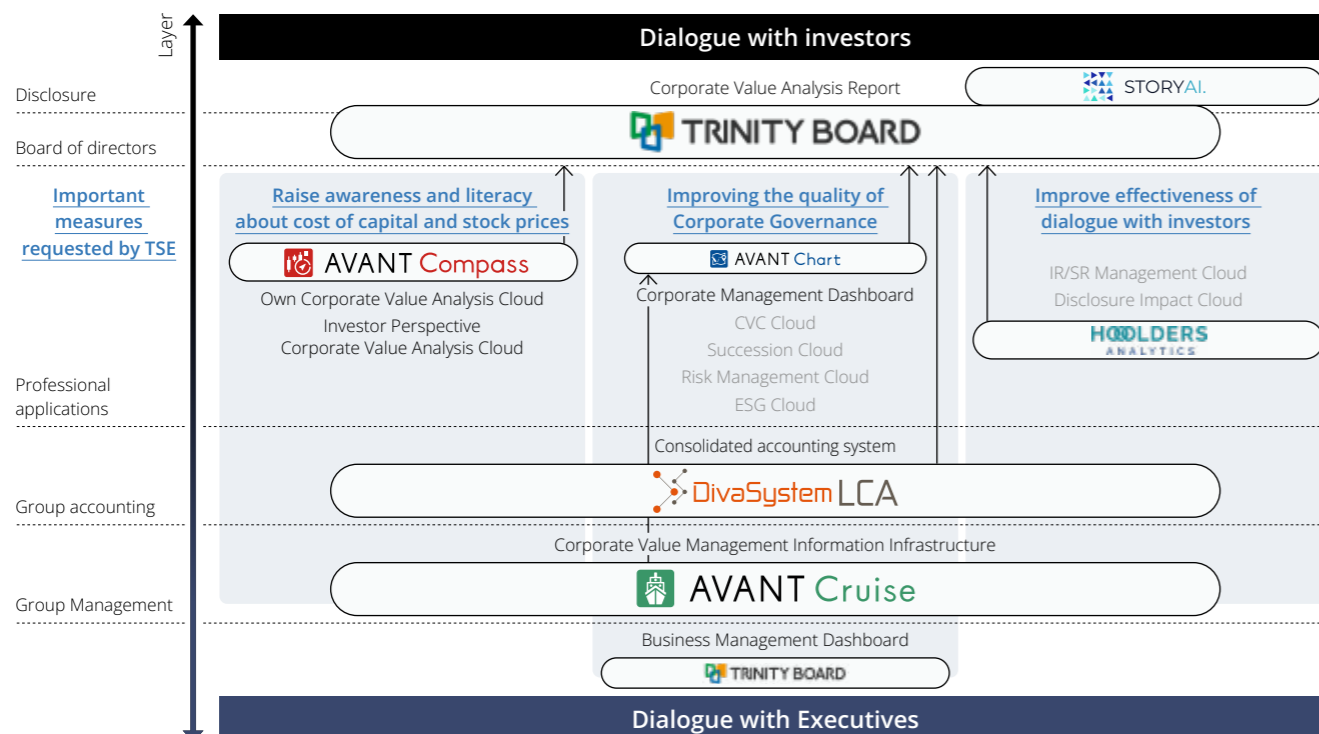 Layer
Dialogue with investors
Disclosure
Corporate Value Analysis Report
STORYAI.
Board of directors
TRINITY BOARD
Important
measures
requested by TSE
Raise awareness and literacy
about cost of capital and stock prices
AVANT Compass
Own Corporate Value Analysis Cloud
Investor Perspective
Corporate Value Analysis Cloud
Improving the quality of
Corporate Governance
AVANT Chart
Corporate Management Dashboard
CVC Cloud
Succession Cloud
Risk Management Cloud
ESG Cloud
Improve effectiveness of
dialogue with investors
IR/SR Management Cloud
Disclosure Impact Cloud
HOOLDERS
ANALYTICS
Professional
applications
Consolidated accounting system
DivaSystem LCA
Group accounting
Corporate Value Management Information Infrastructure
AVANT Cruise
Group Management
Business Management Dashboard
TRINITY BOARD
Dialogue with Executives